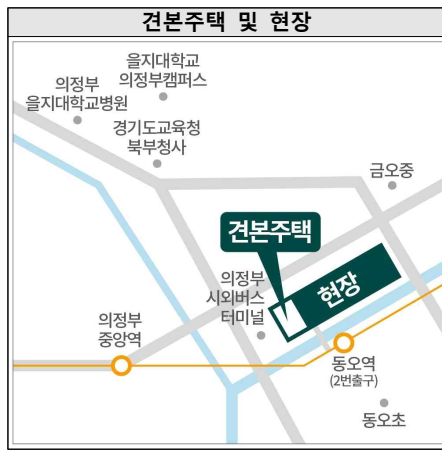 견본주택 및 현장
을지대학교
의정부캠퍼스
의정부
을지대학교병원
경기도교육청
북부청사
금오중
견본주택
현장
의정부
시외버스
터미널
의정부
중앙역
동오역
(2번출구)
동오초